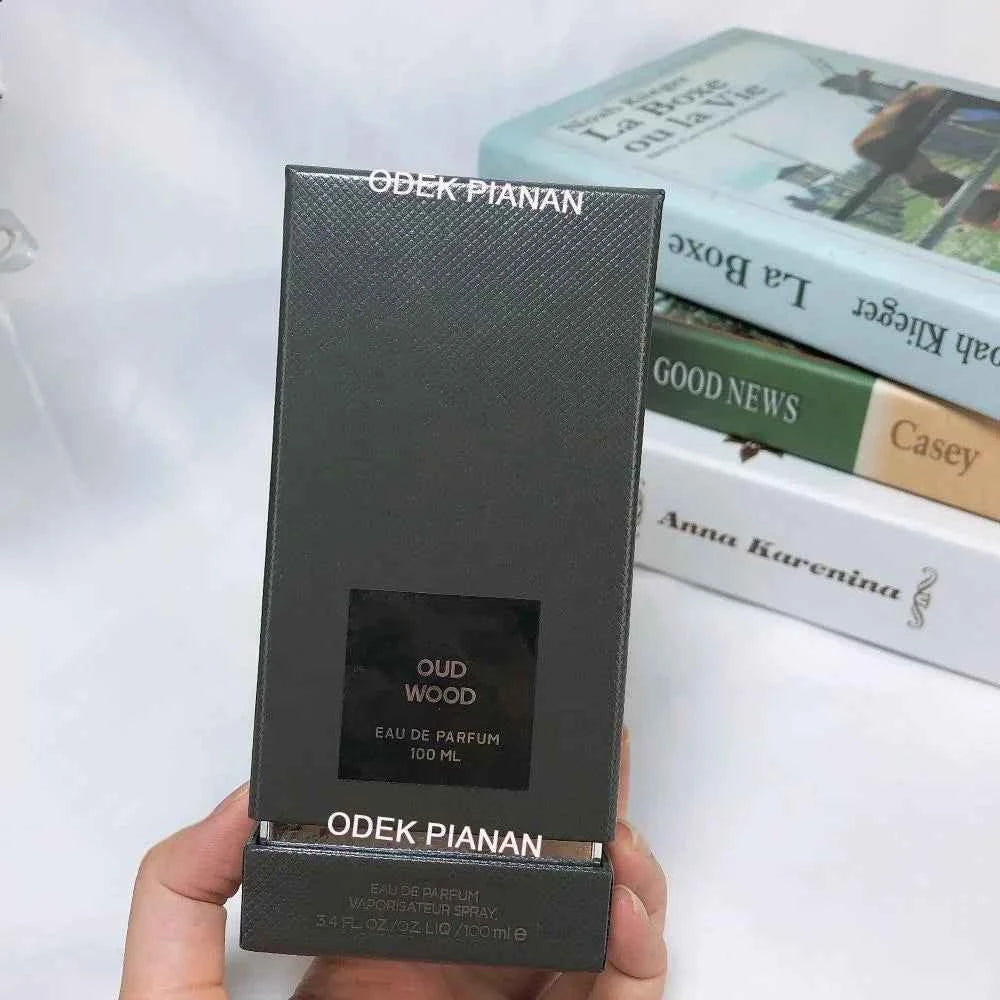 ODEK PIANAN
OUD
WOOD
EAU DE PARFUM
100 ML
ODEK PIANAN
EAU DE PARFUM
VAPORISATEUR SPRAY
3.4 FL. OZ./OZ. LIQ /100 ml e
La Boxe
ou la Vie
La Boxe
oah Klieger
GOOD NEWS
Casey
Anna Karenina